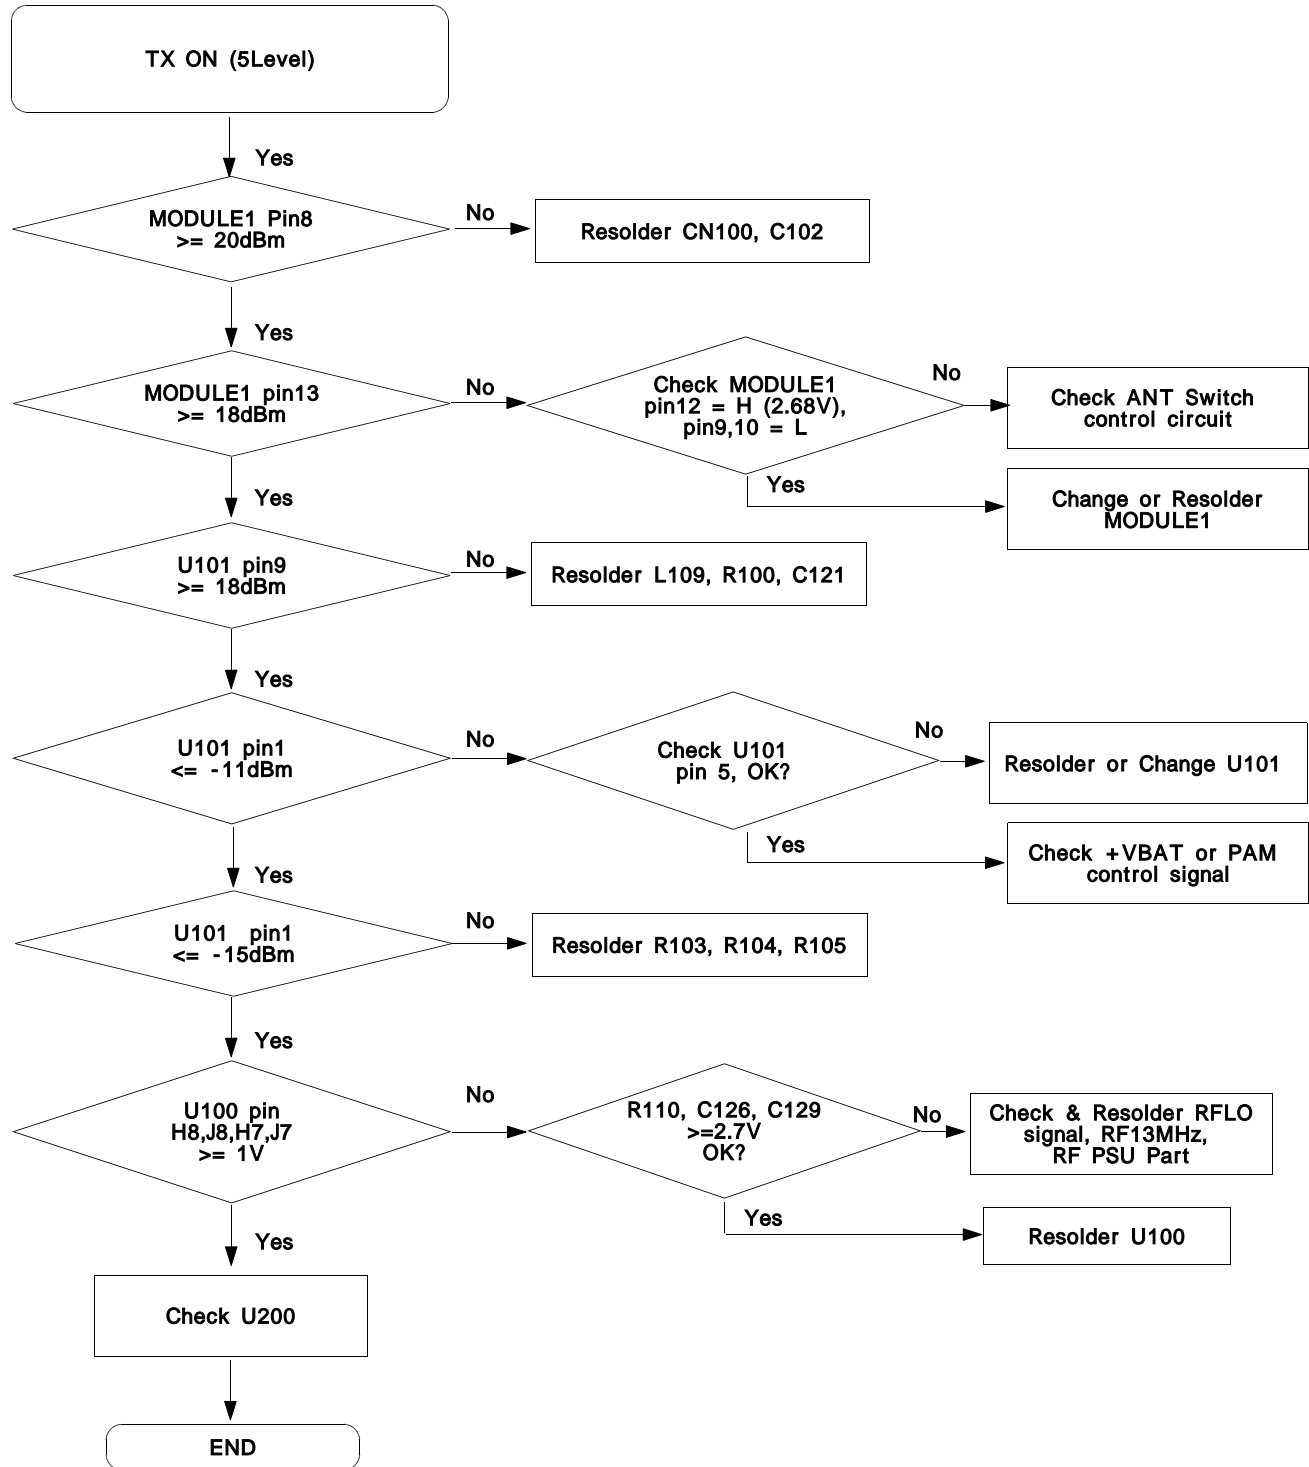 TX ON (5Level)
Yes
MODULE1 Pin8
>= 20dBm
No
Resolder CN100, C102
Yes
MODULE1 pin13
>= 18dBm
No
Check MODULE1
pin12 = H (2.68V),
pin9,10 = L
No
Check ANT Switch
control circuit
Yes
Change or Resolder
MODULE1
Yes
U101 pin9
>= 18dBm
No
Resolder L109, R100, C121
Yes
U101 pin1
<= -11dBm
No
Check U101
pin 5, OK?
No
Resolder or Change U101
Yes
Check +VBAT or PAM
control signal
Yes
U101 pin1
<= -15dBm
No
Resolder R103, R104, R105
Yes
U100 pin
H8,J8,H7,J7
>= 1V
No
R110, C126, C129
>=2.7V
OK?
No
Check & Resolder RFLO
signal, RF13MHz,
RF PSU Part
Yes
Resolder U100
Yes
Check U200
END